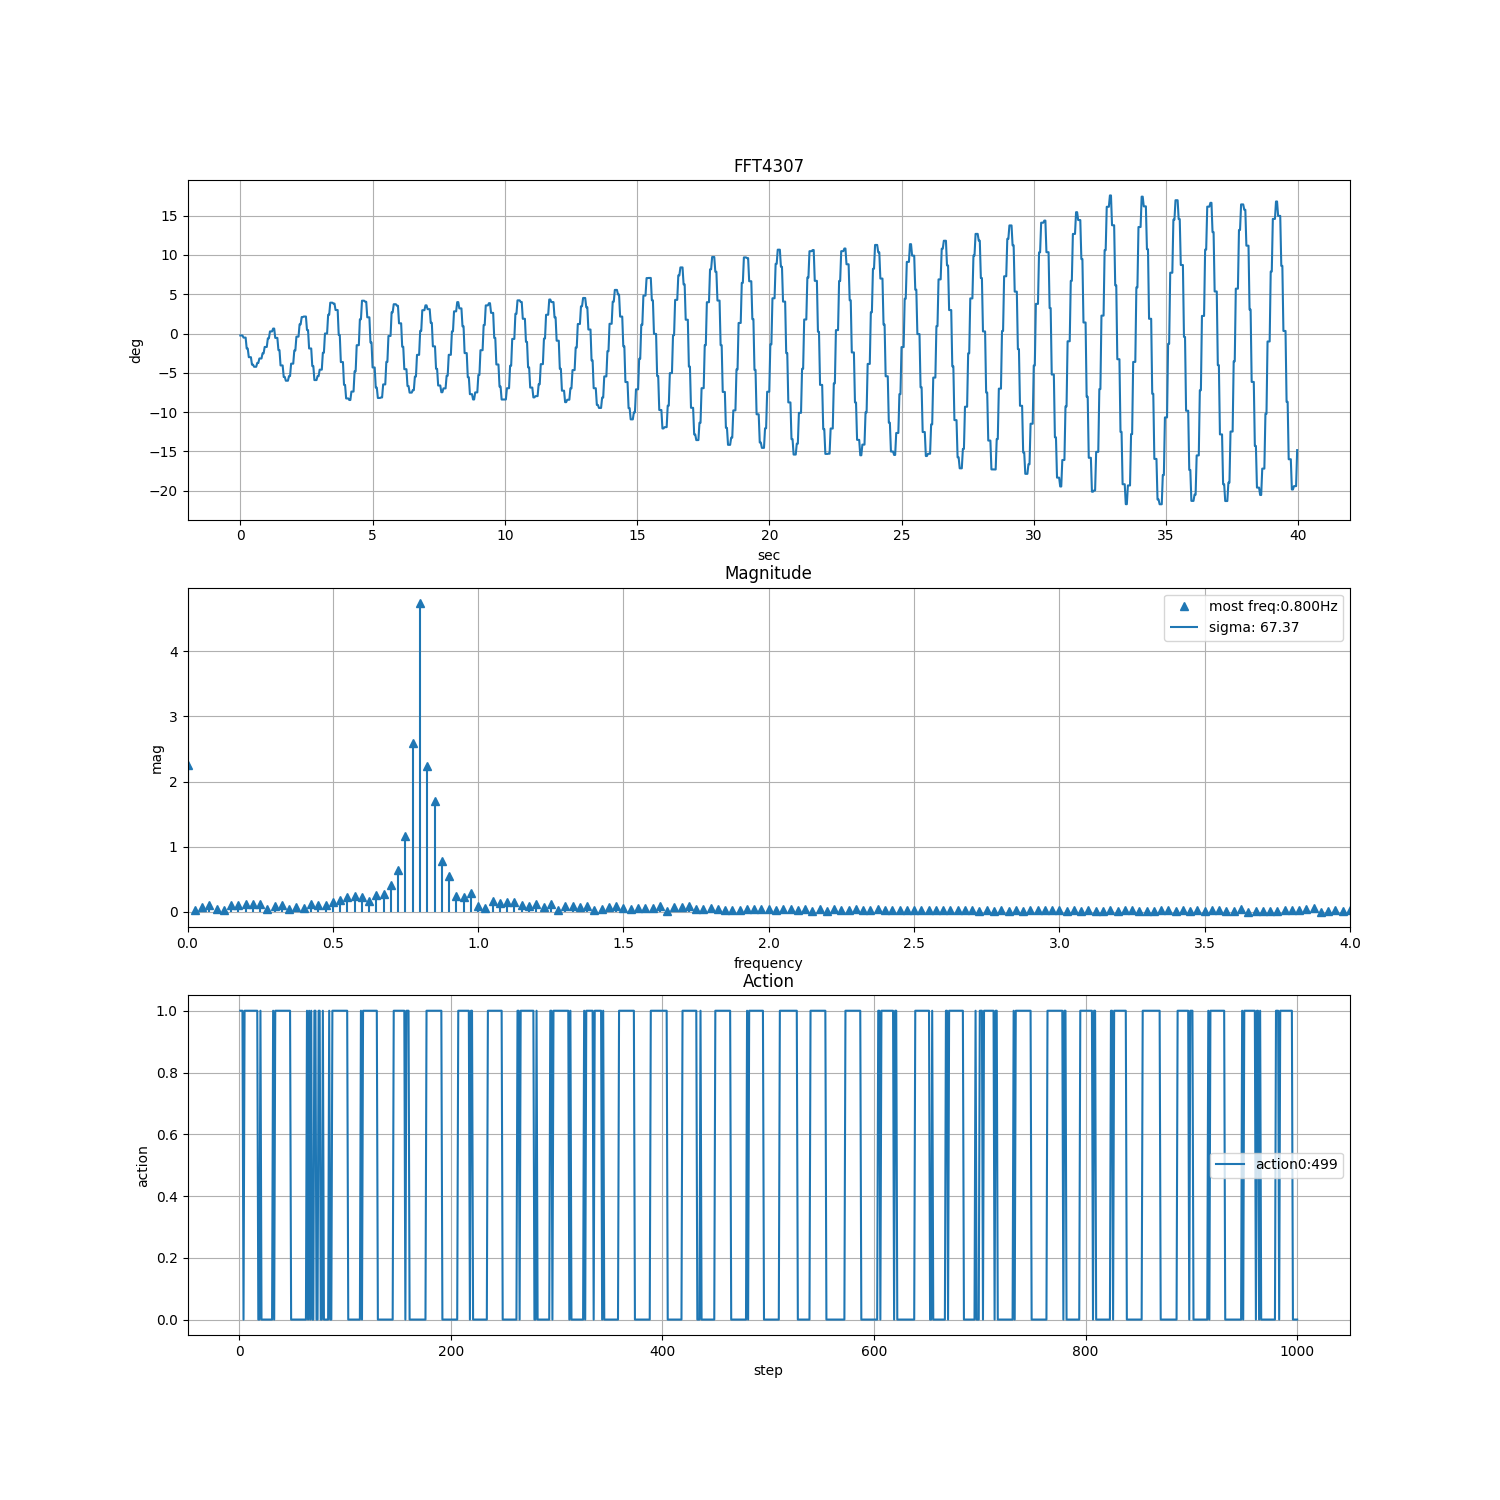 FFT4307
deg
15
10
5
0
−5
−10
−15
−20
0 5 10 15 20 25 30 35 40
sec
Magnitude
mag
4
3
2
1
0
most freq:0.800Hz
sigma: 67.37
0.0 0.5 1.0 1.5 2.0 2.5 3.0 3.5 4.0
frequency
Action
action
1.0
0.8
0.6
0.4
0.2
0.0
action0:499
0 200 400 600 800 1000
step